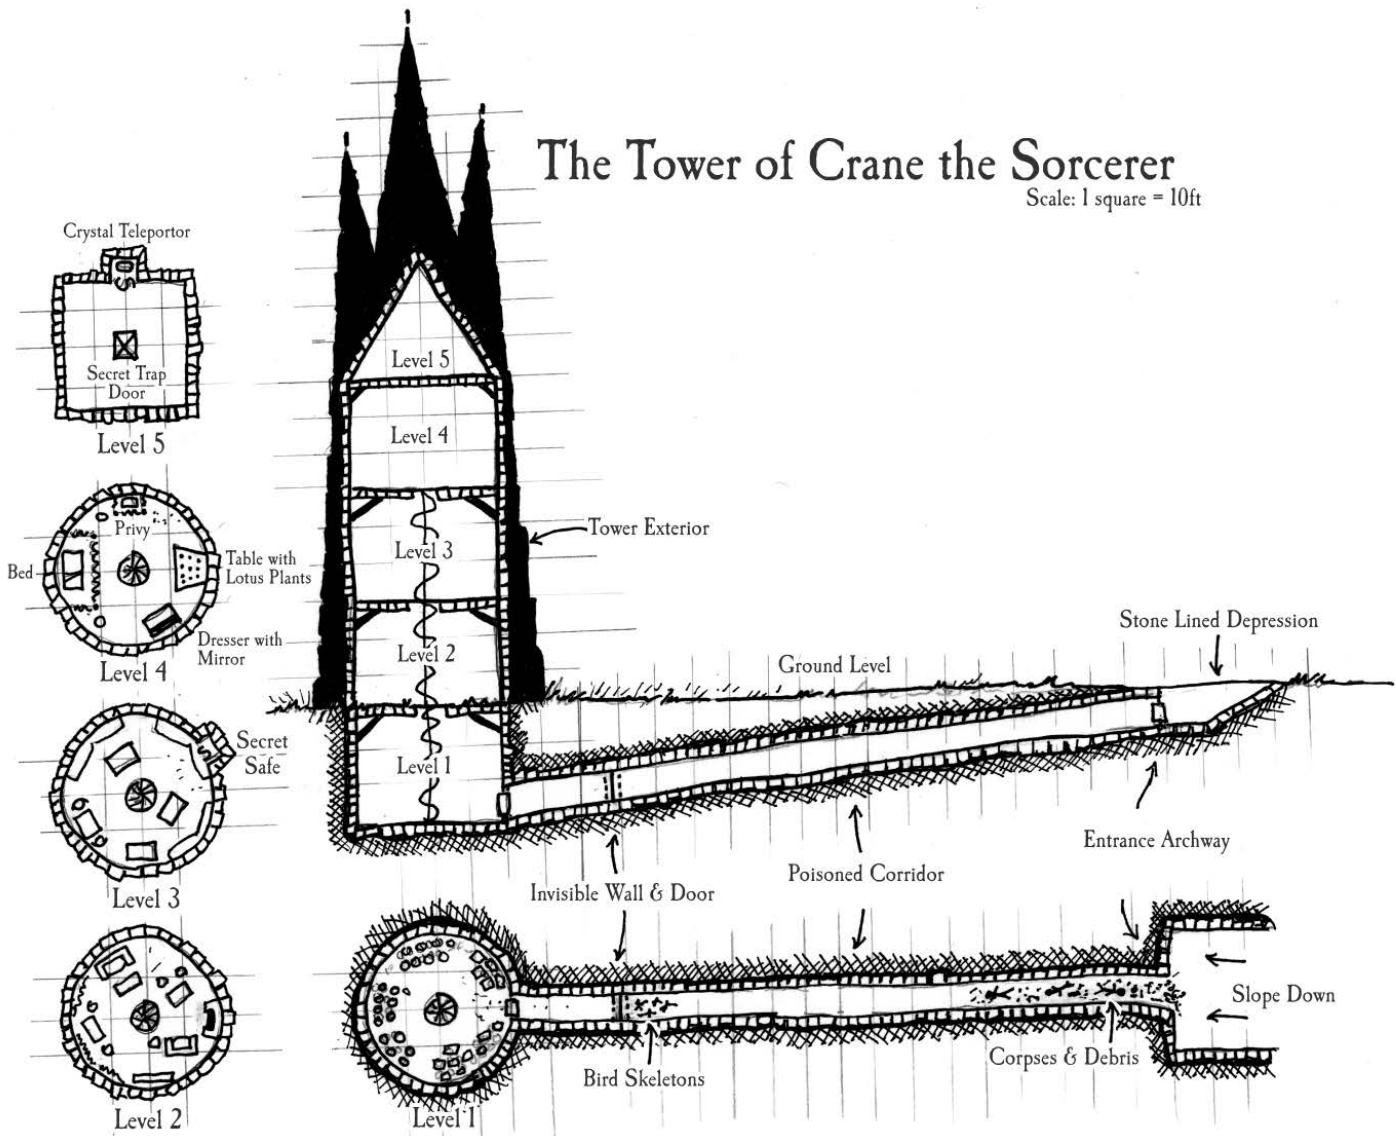 The Tower of Crane the Sorcerer
Scale: 1 square = 10ft
Crystal Teleportor
Secret Trap
Door
Level 5
Privy
Bed
Table with
Lotus Plants
Dresser with
Mirror
Level 4
Secret
Safe
Level 3
Level 2
Level 5
Level 4
Level 3
Level 2
Level 1
Tower Exterior
Ground Level
Stone Lined Depression
Entrance Archway
Poisoned Corridor
Invisible Wall & Door
Slope Down
Corpses & Debris
Bird Skeletons
Level 1